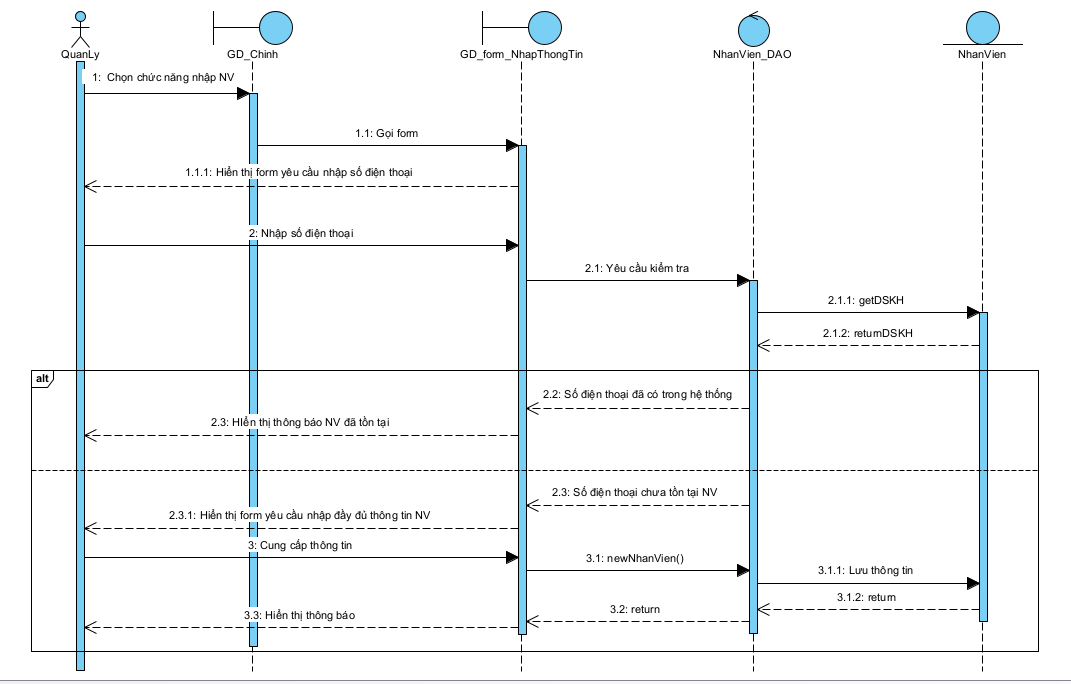 QuanLy
GD_Chinh
GD_form_NhapThongTin
NhanVien_DAO
NhanVien
1: Chọn chức năng nhập NV
1.1: Gọi form
1.1.1: Hiển thị form yêu cầu nhập số điện thoại
2: Nhập số điện thoại
2.1: Yêu cầu kiểm tra
2.1.1: getDSKH
2.1.2: returnDSKH
alt
2.2: Số điện thoại đã có trong hệ thống
2.3: HIển thị thông báo NV đã tồn tại
2.3: Số điện thoại chưa tồn tại NV
2.3.1: Hiển thị form yêu cầu nhập đầy đủ thông tin NV
3: Cung cấp thông tin
3.1: newNhanVien()
3.1.1: Lưu thông tin
3.1.2: return
3.2: return
3.3: Hiển thị thông báo